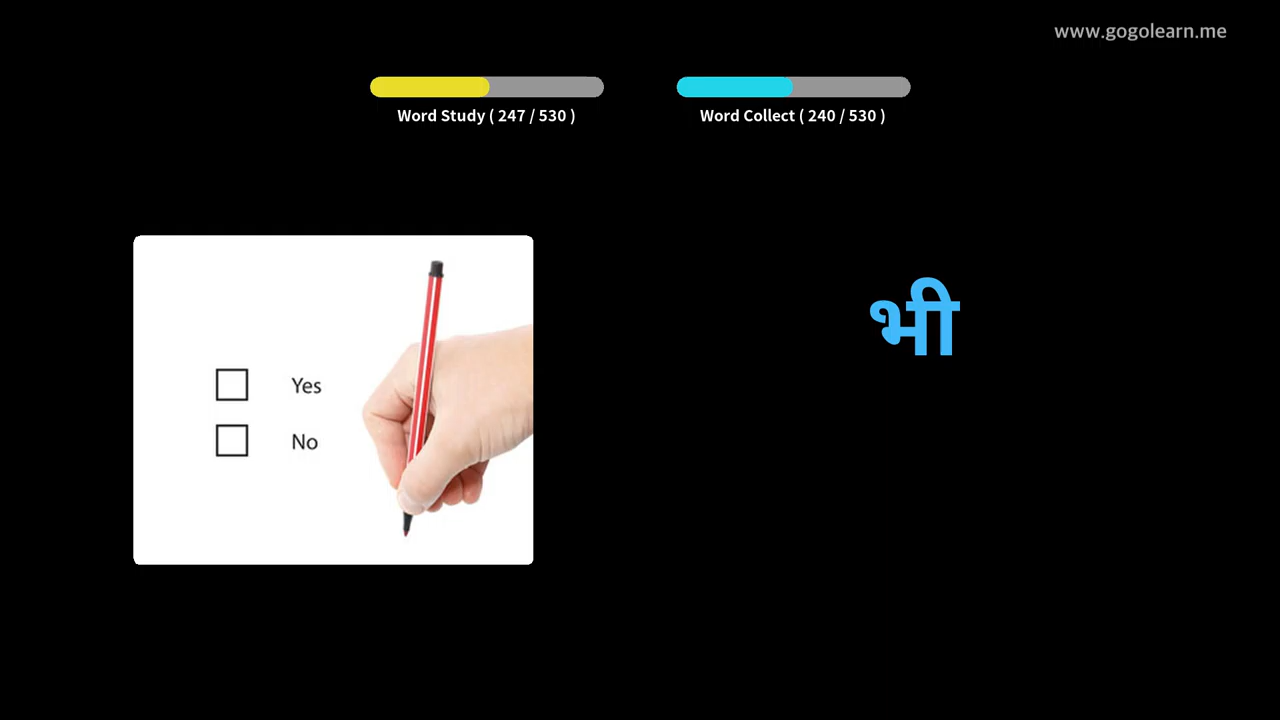 www.gogolearn.me
Word Study ( 247 / 530 )
Word Collect ( 240 / 530 )
भी
Yes
No